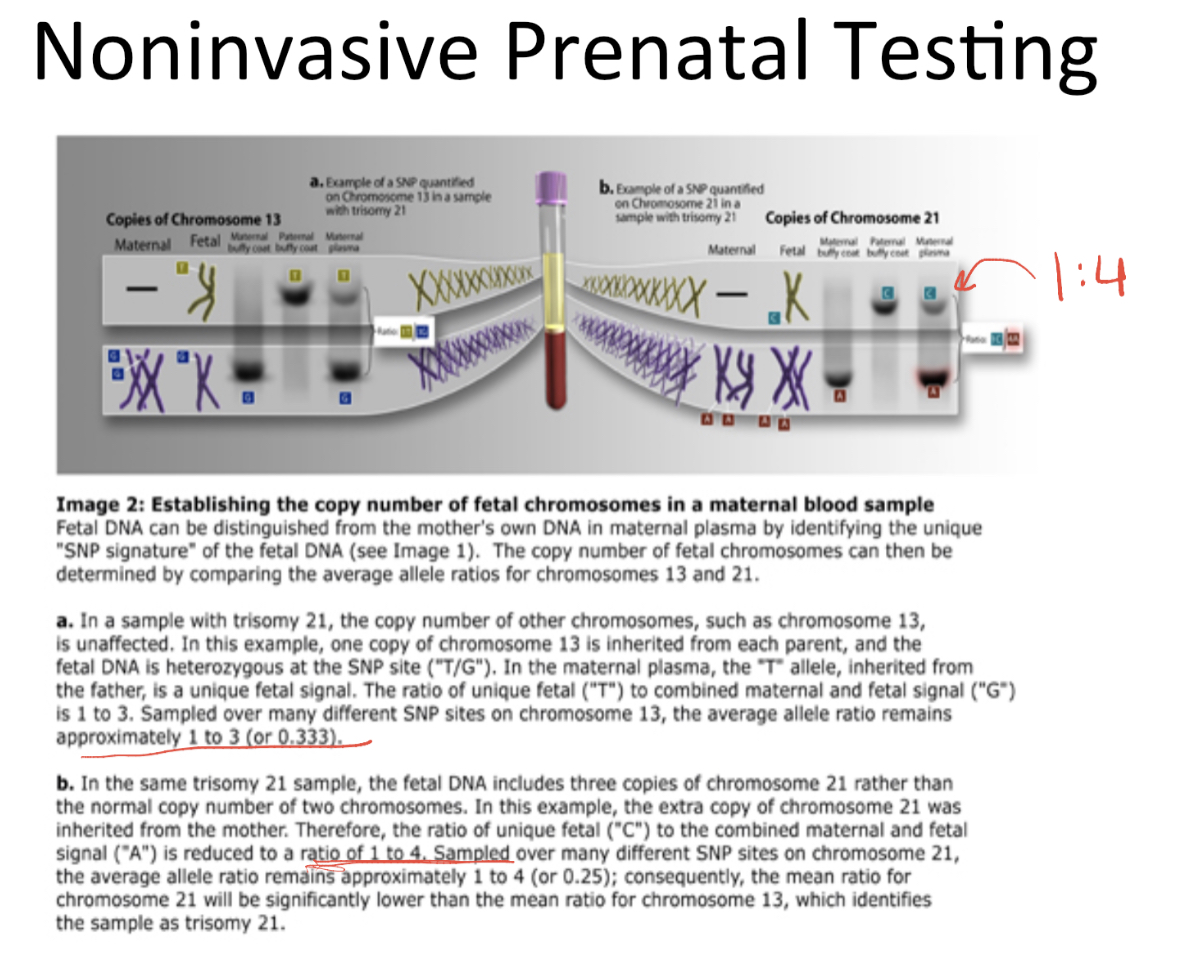 Noninvasive Prenatal Testing
a. Example of a SNP quantified
on Chromosome 13 in a sample
with trisomy 21
Copies of Chromosome 13
Maternal Fetal Maternal buffy coat Paternal buffy coat Maternal plasma
T T T
G G G G G
Ratio:
b. Example of a SNP quantified
on Chromosome 21 in a
sample with trisomy 21
Copies of Chromosome 21
Maternal Fetal Maternal buffy coat Paternal buffy coat Maternal plasma
C C C
A A A A A A
Ratio:
1:4
Image 2: Establishing the copy number of fetal chromosomes in a maternal blood sample
Fetal DNA can be distinguished from the mother's own DNA in maternal plasma by identifying the unique
"SNP signature" of the fetal DNA (see Image 1). The copy number of fetal chromosomes can then be
determined by comparing the average allele ratios for chromosomes 13 and 21.
a. In a sample with trisomy 21, the copy number of other chromosomes, such as chromosome 13,
is unaffected. In this example, one copy of chromosome 13 is inherited from each parent, and the
fetal DNA is heterozygous at the SNP site ("T/G"). In the maternal plasma, the "T" allele, inherited from
the father, is a unique fetal signal. The ratio of unique fetal ("T") to combined maternal and fetal signal ("G")
is 1 to 3. Sampled over many different SNP sites on chromosome 13, the average allele ratio remains
approximately 1 to 3 (or 0.333).
b. In the same trisomy 21 sample, the fetal DNA includes three copies of chromosome 21 rather than
the normal copy number of two chromosomes. In this example, the extra copy of chromosome 21 was
inherited from the mother. Therefore, the ratio of unique fetal ("C") to the combined maternal and fetal
signal ("A") is reduced to a ratio of 1 to 4. Sampled over many different SNP sites on chromosome 21,
the average allele ratio remains approximately 1 to 4 (or 0.25); consequently, the mean ratio for
chromosome 21 will be significantly lower than the mean ratio for chromosome 13, which identifies
the sample as trisomy 21.